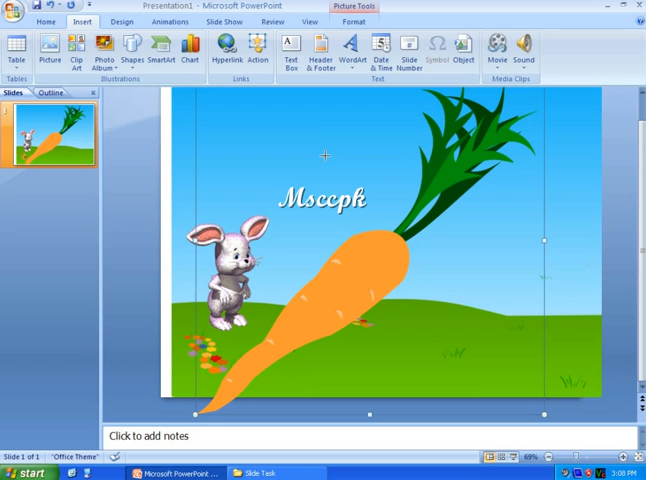 Presentation1 - Microsoft PowerPoint
Picture Tools
Home
Insert
Design
Animations
Slide Show
Review
View
Format
Table
Picture
Clip Art
Photo Album
Shapes
SmartArt
Chart
Hyperlink
Action
Text Box
Header & Footer
WordArt
Date & Time
Slide Number
Symbol
Object
Movie
Sound
Tables
Illustrations
Links
Text
Media Clips
Slides
Outline
1
Msccpk
Click to add notes
Slide 1 of 1
"Office Theme"
69%
start
Microsoft PowerPoint ...
Slide Task
3:08 PM